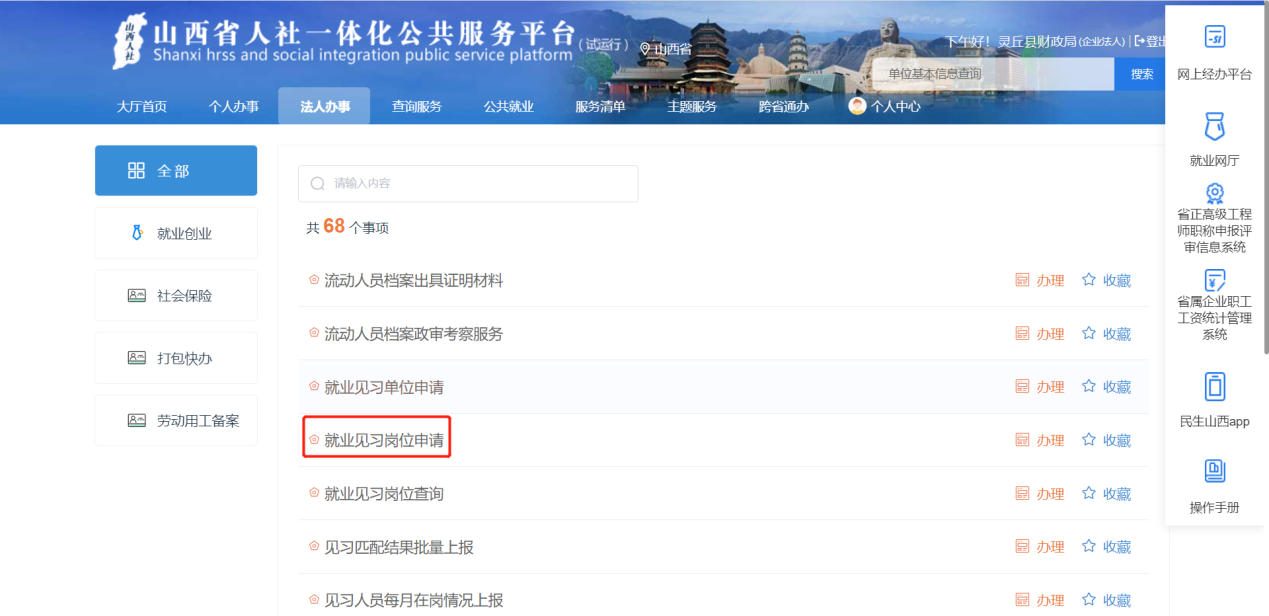 山西人社
山西省人社一体化公共服务平台(试运行)
山西省
Shanxi hrss and social integration public service platform
下午好！灵丘县财政局(企业法人)|登出
单位基本信息查询
搜索
大厅首页 个人办事 法人办事 查询服务 公共就业 服务清单 主题服务 跨省通办 个人中心
全部
就业创业
社会保险
打包快办
劳动用工备案
请输入内容
共 68 个事项
流动人员档案出具证明材料 办理 收藏
流动人员档案政审考察服务 办理 收藏
就业见习单位申请 办理 收藏
就业见习岗位申请 办理 收藏
就业见习岗位查询 办理 收藏
见习匹配结果批量上报 办理 收藏
见习人员每月在岗情况上报 办理 收藏
网上经办平台
就业网厅
省正高级工程
师职称申报评
审信息系统
省属企业职工
工资统计管理
系统
民生山西app
操作手册